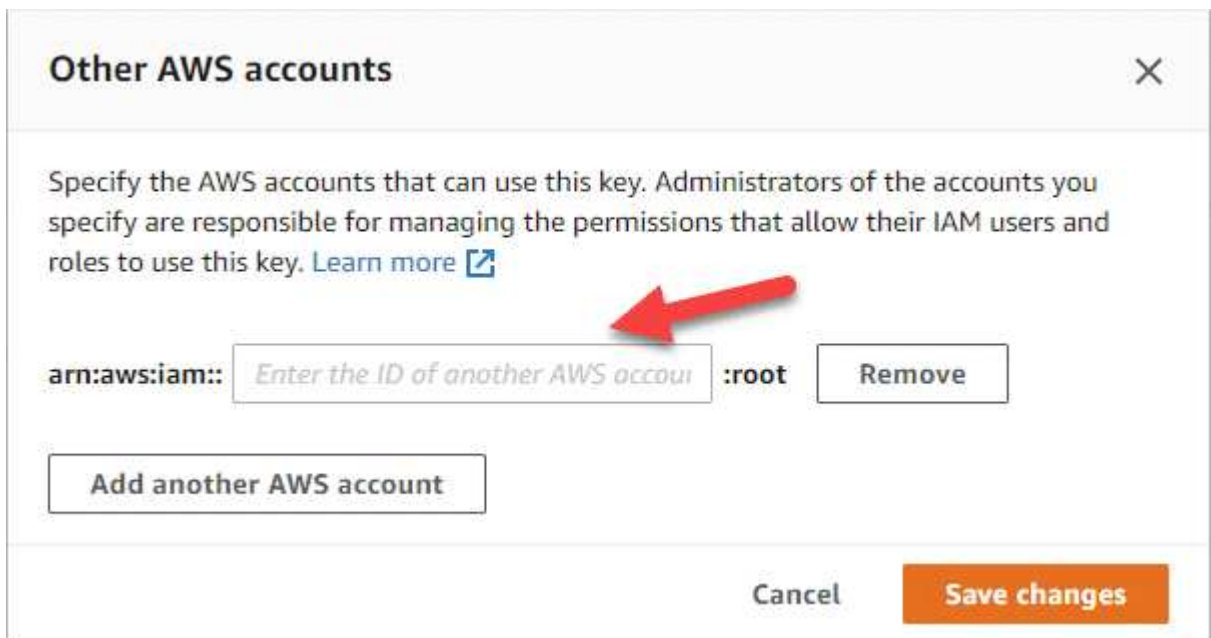 Other AWS accounts
Specify the AWS accounts that can use this key. Administrators of the accounts you
specify are responsible for managing the permissions that allow their IAM users and
roles to use this key. Learn more
arn:aws:iam:: Enter the ID of another AWS accou :root Remove
Add another AWS account
Cancel Save changes